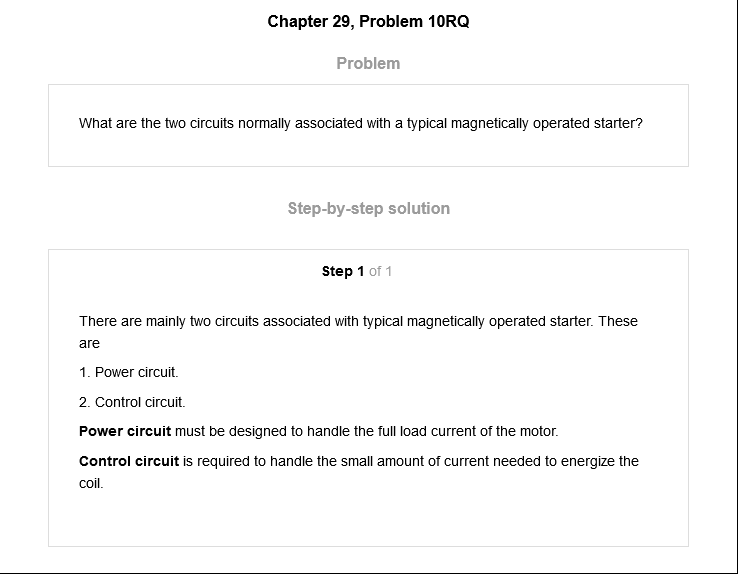 Chapter 29, Problem 10RQ
Problem
What are the two circuits normally associated with a typical magnetically operated starter?
Step-by-step solution
Step 1 of 1
There are mainly two circuits associated with typical magnetically operated starter. These
are
1. Power circuit.
2. Control circuit.
Power circuit must be designed to handle the full load current of the motor.
Control circuit is required to handle the small amount of current needed to energize the
coil.